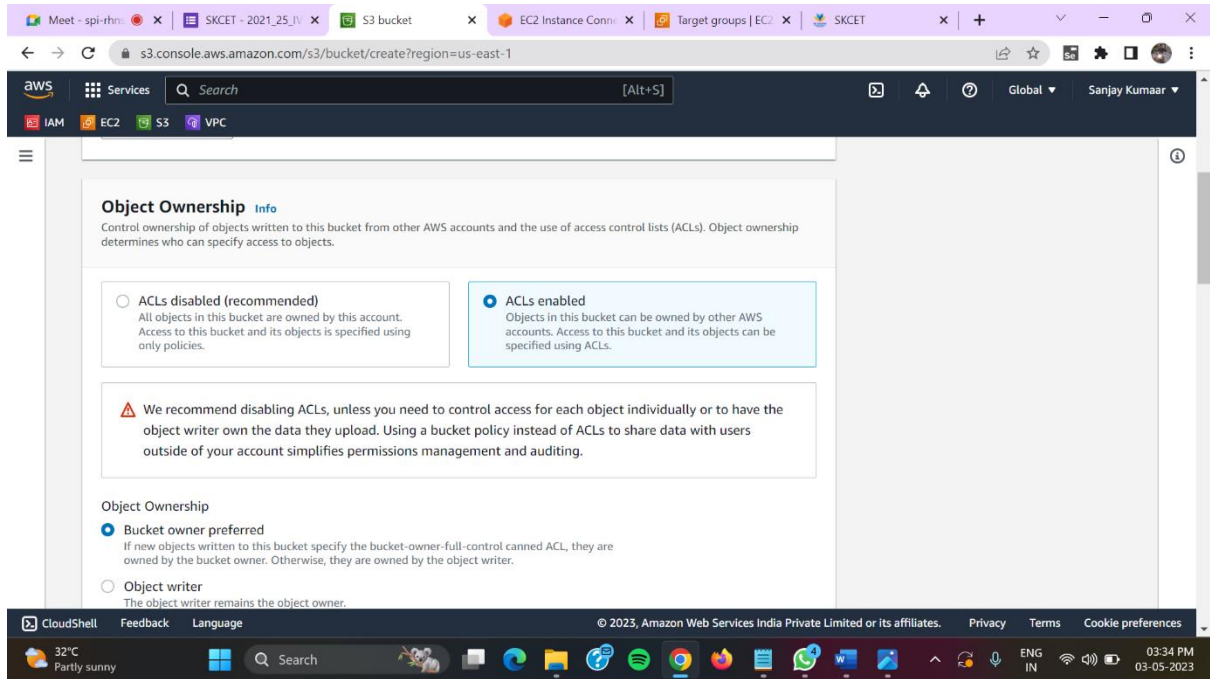 Meet - spi-rhn
SKCET - 2021_25_IV
S3 bucket
EC2 Instance Conne
Target groups | EC2
SKCET
s3.console.aws.amazon.com/s3/bucket/create?region=us-east-1
aws
Services
Search
[Alt+S]
Global
Sanjay Kumaar
IAM
EC2
S3
VPC
Object Ownership Info
Control ownership of objects written to this bucket from other AWS accounts and the use of access control lists (ACLs). Object ownership
determines who can specify access to objects.
ACLs disabled (recommended)
All objects in this bucket are owned by this account.
Access to this bucket and its objects is specified using
only policies.
ACLs enabled
Objects in this bucket can be owned by other AWS
accounts. Access to this bucket and its objects can be
specified using ACLs.
We recommend disabling ACLs, unless you need to control access for each object individually or to have the
object writer own the data they upload. Using a bucket policy instead of ACLs to share data with users
outside of your account simplifies permissions management and auditing.
Object Ownership
Bucket owner preferred
If new objects written to this bucket specify the bucket-owner-full-control canned ACL, they are
owned by the bucket owner. Otherwise, they are owned by the object writer.
Object writer
The object writer remains the object owner.
CloudShell
Feedback
Language
© 2023, Amazon Web Services India Private Limited or its affiliates.
Privacy
Terms
Cookie preferences
32°C
Partly sunny
Search
4
ENG
IN
03:34 PM
03-05-2023